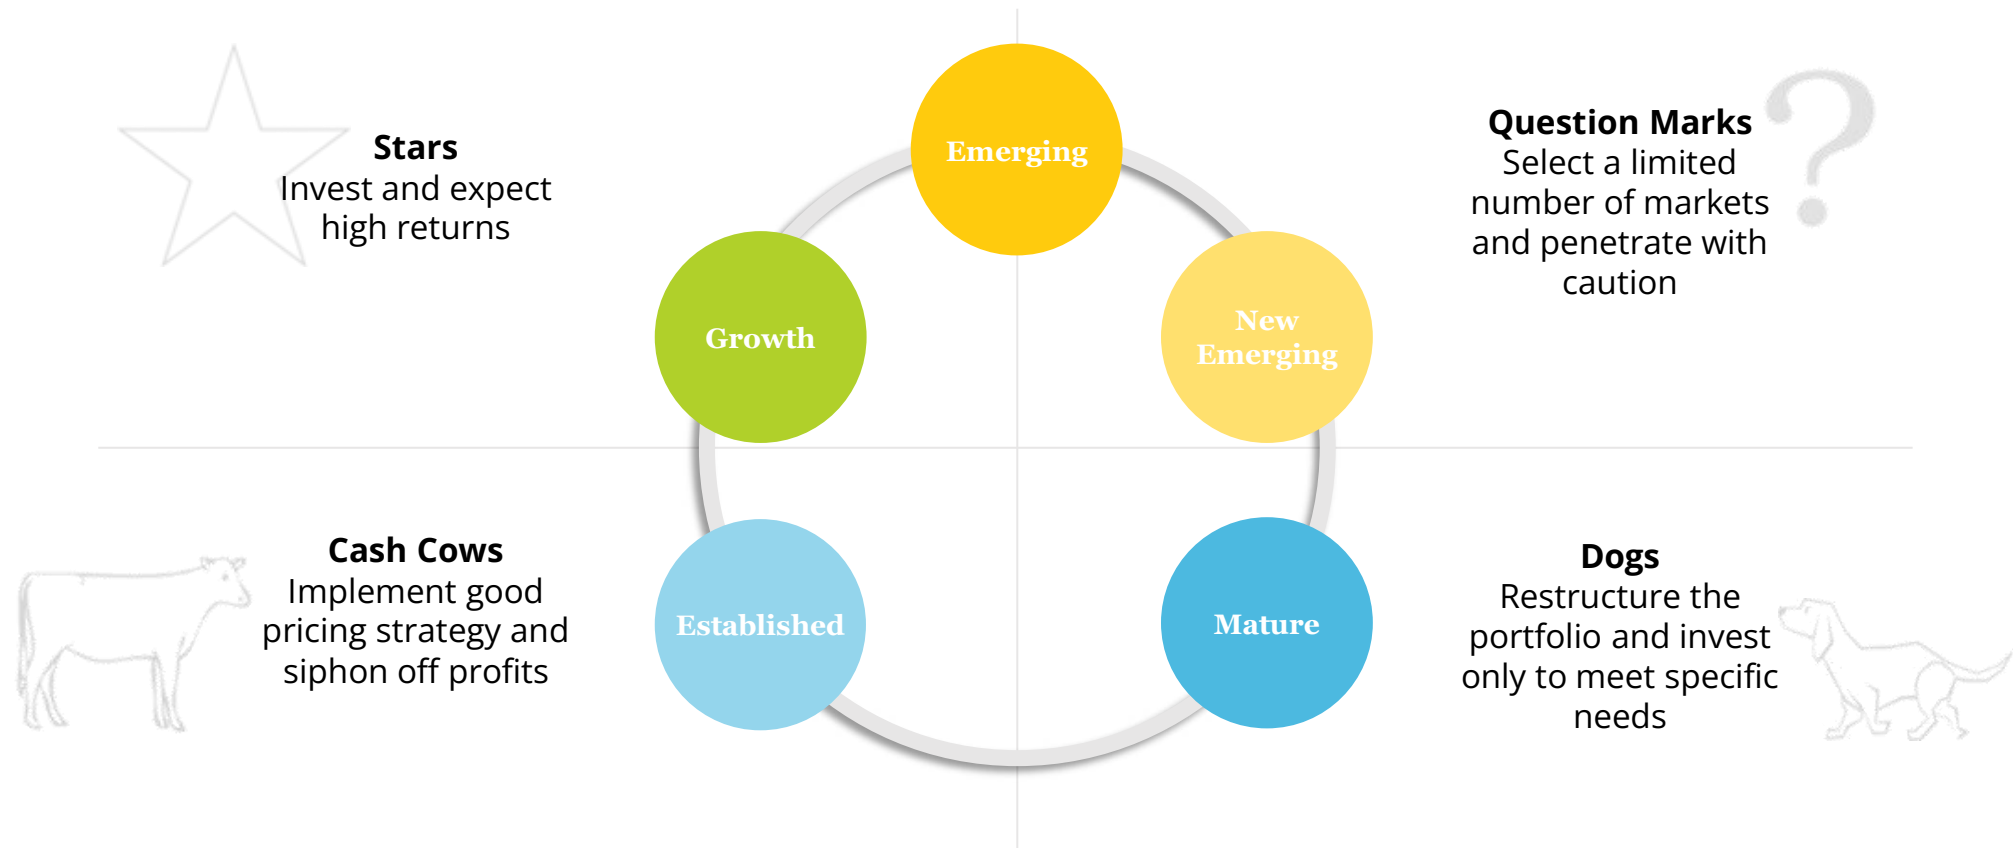 Stars
Invest and expect
high returns
Emerging
Question Marks
Select a limited
number of markets
and penetrate with
caution
Growth
New
Emerging
Cash Cows
Implement good
pricing strategy and
siphon off profits
Established
Mature
Dogs
Restructure the
portfolio and invest
only to meet specific
needs